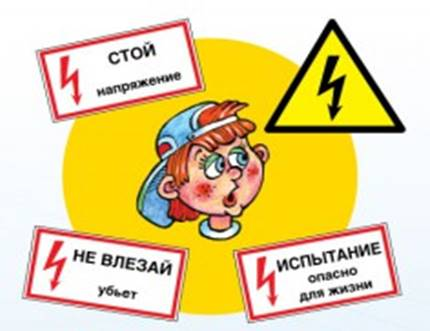 СТОЙ
напряжение
НЕ ВЛЕЗАЙ
убьет
ИСПЫТАНИЕ
опасно
для жизни